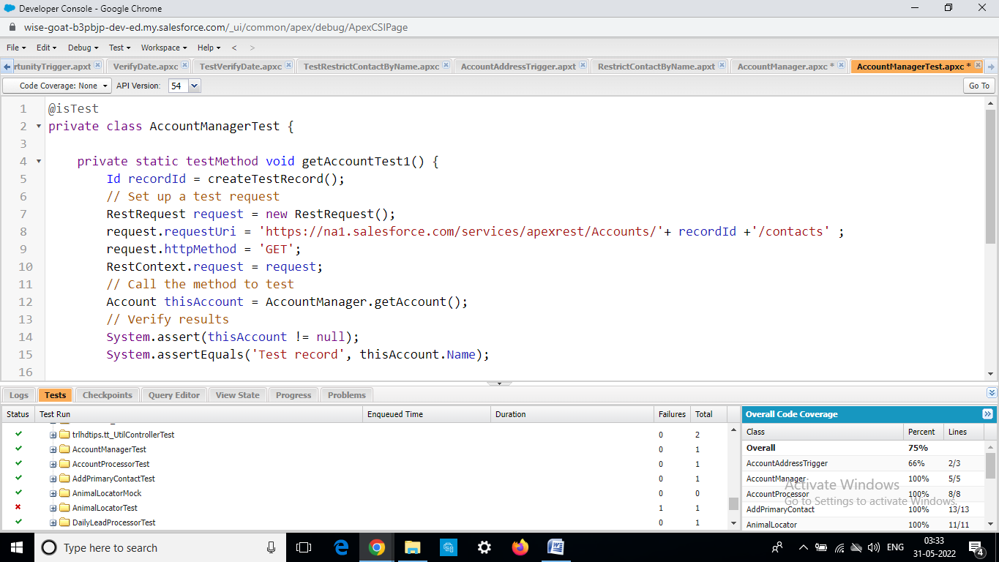 Developer Console - Google Chrome
wise-goat-b3pbjp-dev-ed.my.salesforce.com/_ui/common/apex/debug/ApexCSIPage
File Edit Debug Test Workspace Help < >
rtunityTrigger.apxt VerifyDate.apxc TestVerifyDate.apxc TestRestrictContactByName.apxc AccountAddressTrigger.apxt RestrictContactByName.apxt AccountManager.apxc * AccountManagerTest.apxc *
Code Coverage: None API Version: 54 Go To
1 @isTest
2 private class AccountManagerTest {
3
4 private static testMethod void getAccountTest1() {
5 Id recordId = createTestRecord();
6 // Set up a test request
7 RestRequest request = new RestRequest();
8 request.requestUri = 'https://na1.salesforce.com/services/apexrest/Accounts/'+ recordId +'/contacts' ;
9 request.httpMethod = 'GET';
10 RestContext.request = request;
11 // Call the method to test
12 Account thisAccount = AccountManager.getAccount();
13 // Verify results
14 System.assert(thisAccount != null);
15 System.assertEquals('Test record', thisAccount.Name);
16
Logs Tests Checkpoints Query Editor View State Progress Problems
Status Test Run Enqueued Time Duration Failures Total
trlhdtips.tt_UtilControllerTest 0 2
AccountManagerTest 0 1
AccountProcessorTest 0 1
AddPrimaryContactTest 0 1
AnimalLocatorMock 0 0
AnimalLocatorTest 1 1
DailyLeadProcessorTest 0 1
Overall Code Coverage
Class Percent Lines
Overall 75%
AccountAddressTrigger 66% 2/3
AccountManager 100% 5/5
AccountProcessor 100% 8/8
AddPrimaryContact 100% 13/13
AnimalLocator 100% 11/11
Activate Windows
Go to Settings to activate Windows.
Type here to search
ENG
03:33
31-05-2022
4